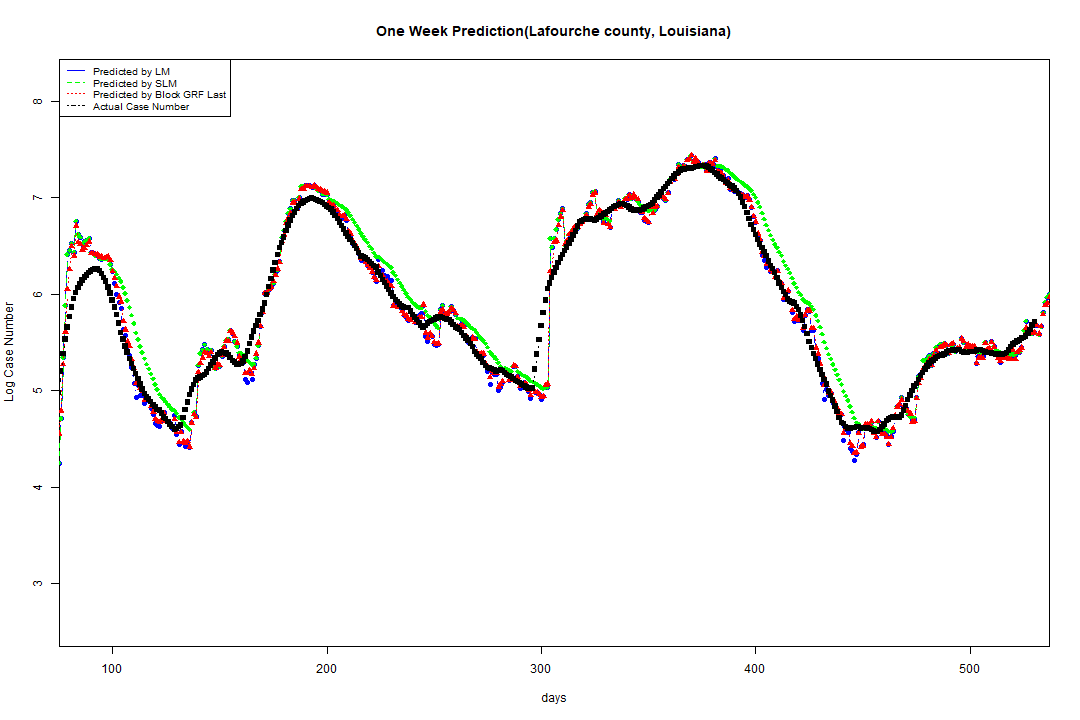 One Week Prediction(Lafourche county, Louisiana)
Predicted by LM
Predicted by SLM
Predicted by Block GRF Last
Actual Case Number
8
7
6
5
4
3
Log Case Number
100 200 300 400 500
days